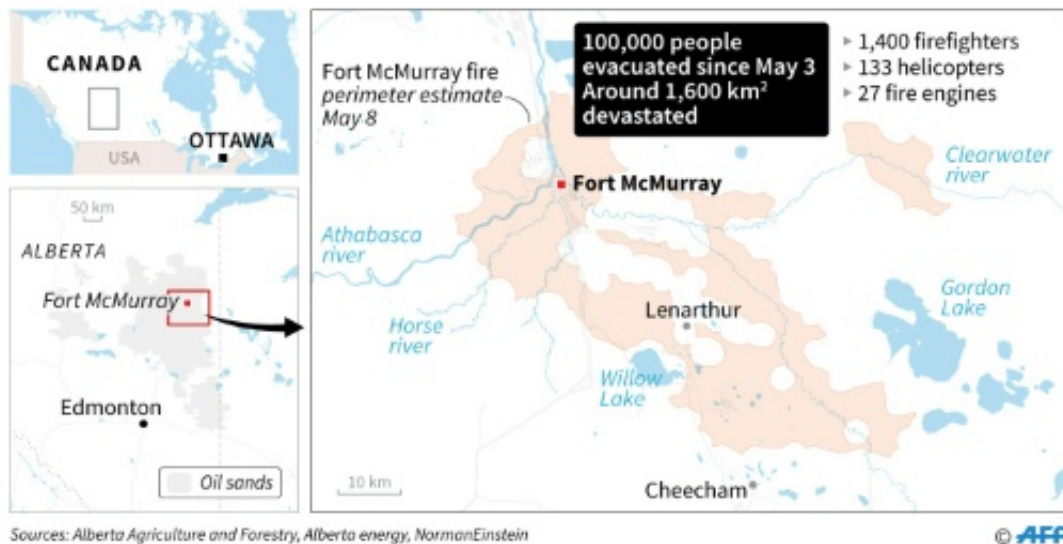 CANADA
OTTAWA
USA
50 km
ALBERTA
Fort McMurray
Edmonton
Oil sands
Fort McMurray fire
perimeter estimate
May 8
100,000 people
evacuated since May 3
Around 1,600 km²
devastated
▸ 1,400 firefighters
▸ 133 helicopters
▸ 27 fire engines
Clearwater
river
Fort McMurray
Athabasca
river
Horse
river
Lenarthur
Gordon
Lake
Willow
Lake
10 km
Cheecham
Sources: Alberta Agriculture and Forestry, Alberta energy, NormanEinstein
© AFP